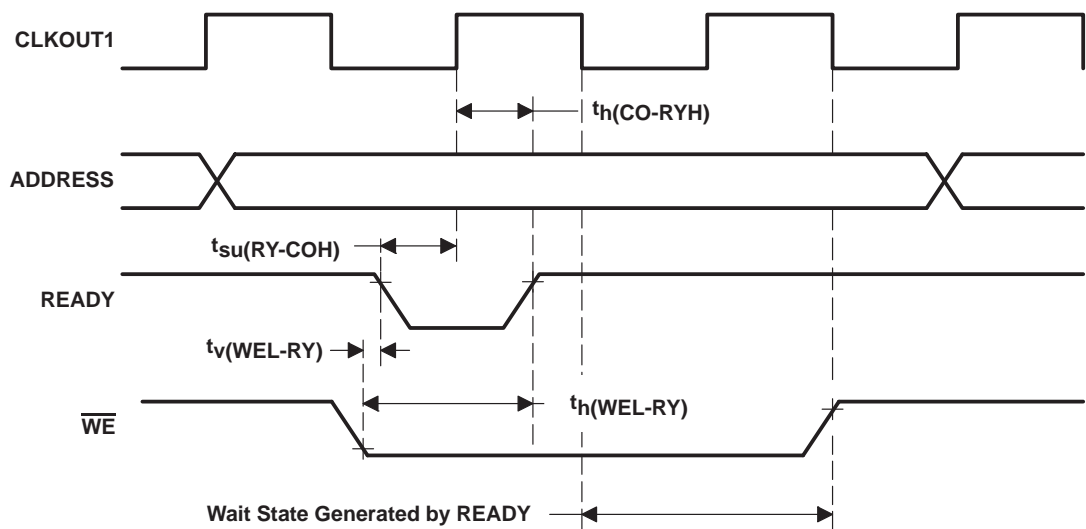 CLKOUT1
th(CO-RYH)
ADDRESS
tsu(RY-COH)
READY
tv(WEL-RY)
th(WEL-RY)
WE
Wait State Generated by READY